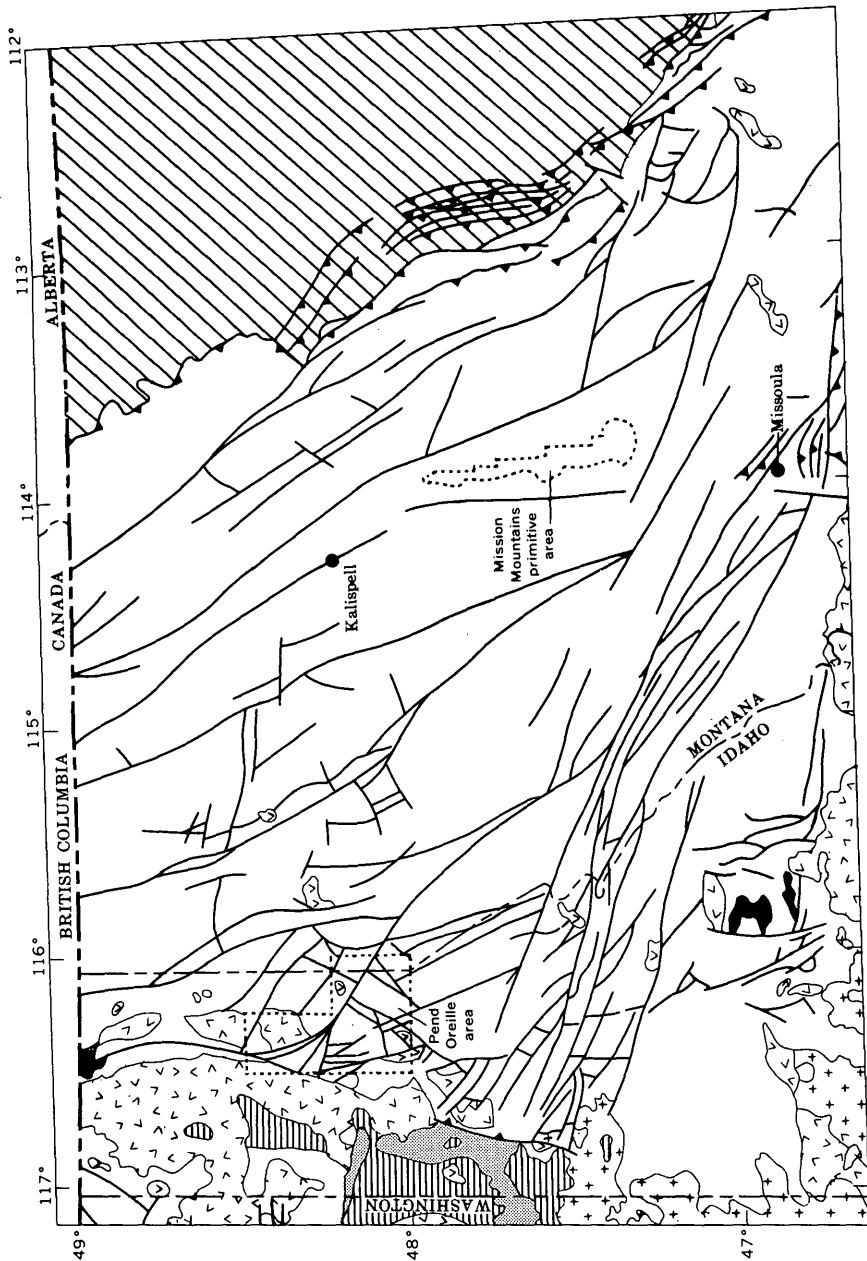 117°
116°
115°
114°
113°
112°
BRITISH COLUMBIA
CANADA
ALBERTA
49°
48°
47°
Kalispell
Mission
Mountains
primitive
area
Pend
Oreille
area
WASHINGTON
MONTANA
IDAHO
Missoula